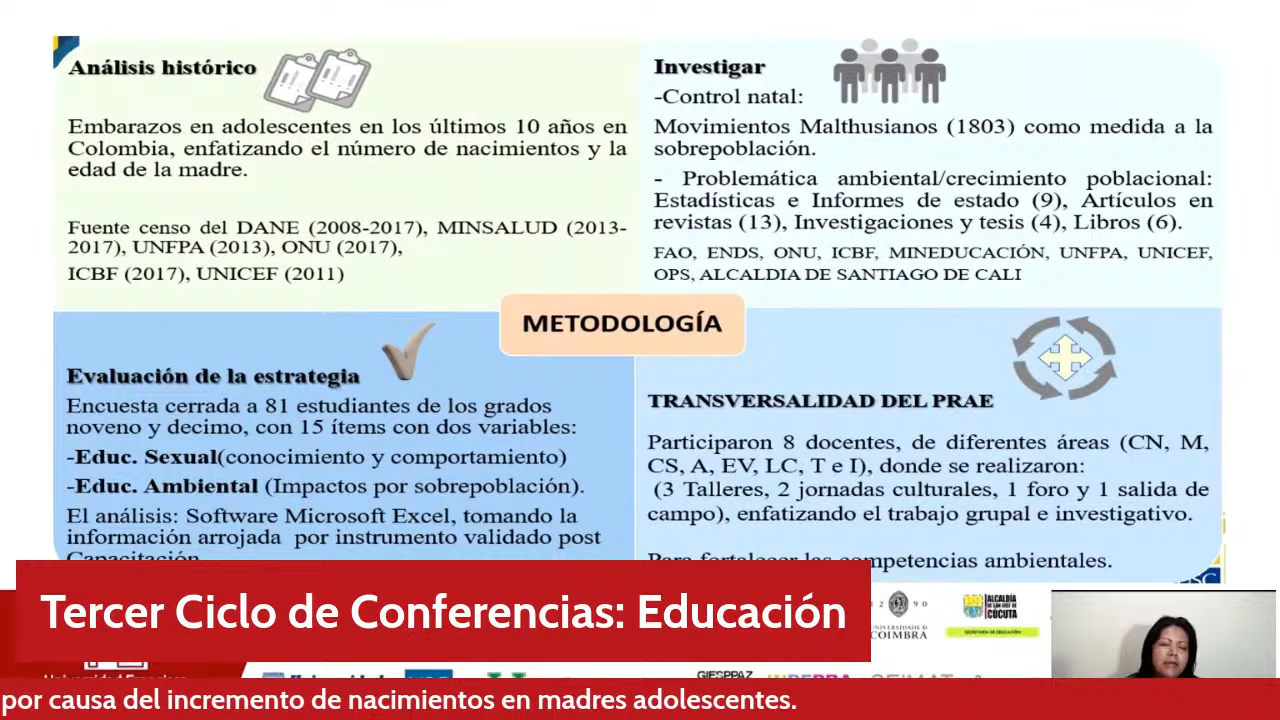 Análisis histórico
Embarazos en adolescentes en los últimos 10 años en
Colombia, enfatizando el número de nacimientos y la
edad de la madre.
Fuente censo del DANE (2008-2017), MINSALUD (2013-
2017), UNFPA (2013), ONU (2017),
ICBF (2017), UNICEF (2011)
Investigar
-Control natal:
Movimientos Malthusianos (1803) como medida a la
sobrepoblación.
- Problemática ambiental/crecimiento poblacional:
Estadísticas e Informes de estado (9), Artículos en
revistas (13), Investigaciones y tesis (4), Libros (6).
FAO, ENDS, ONU, ICBF, MINEDUCACIÓN, UNFPA, UNICEF,
OPS, ALCALDIA DE SANTIAGO DE CALI
METODOLOGÍA
Evaluación de la estrategia
Encuesta cerrada a 81 estudiantes de los grados
noveno y decimo, con 15 ítems con dos variables:
-Educ. Sexual(conocimiento y comportamiento)
-Educ. Ambiental (Impactos por sobrepoblación).
El análisis: Software Microsoft Excel, tomando la
información arrojada por instrumento validado post
Capacitación
TRANSVERSALIDAD DEL PRAE
Participaron 8 docentes, de diferentes áreas (CN, M,
CS, A, EV, LC, T e I), donde se realizaron:
(3 Talleres, 2 jornadas culturales, 1 foro y 1 salida de
campo), enfatizando el trabajo grupal e investigativo.
Para fortalecer las competencias ambientales.
Tercer Ciclo de Conferencias: Educación
1 2 9 0
UNIVERSIDADE D
COIMBRA
ALCALDÍA
DE SAN JOSÉ DE
CÚCUTA
SECRETARÍA DE EDUCACIÓN
GIESPPAZ
por causa del incremento de nacimientos en madres adolescentes.